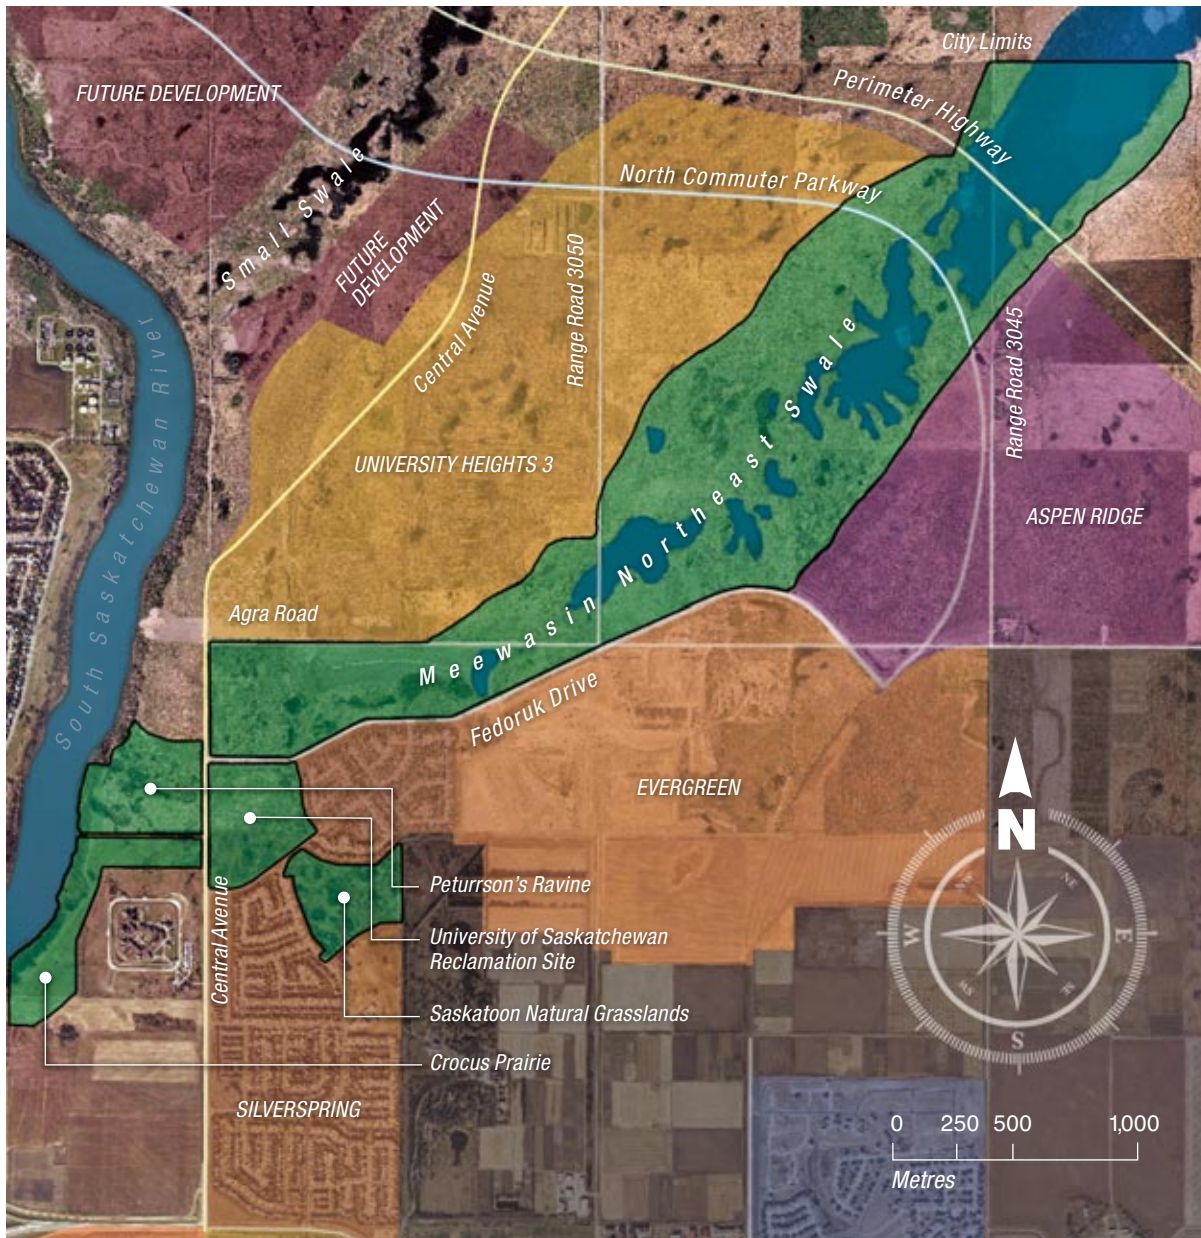 City Limits
FUTURE DEVELOPMENT
Perimeter Highway
North Commuter Parkway
Small Swale
FUTURE
DEVELOPMENT
Central Avenue
Range Road 3050
Range Road 3045
South Saskatchewan River
UNIVERSITY HEIGHTS 3
ASPEN RIDGE
Meewasin Northeast Swale
Agra Road
Fedoruk Drive
EVERGREEN
N
NW
NE
W
E
SW
SE
S
Peturrson's Ravine
University of Saskatchewan
Reclamation Site
Central Avenue
Saskatoon Natural Grasslands
Crocus Prairie
SILVERSPRING
0 250 500 1,000
Metres